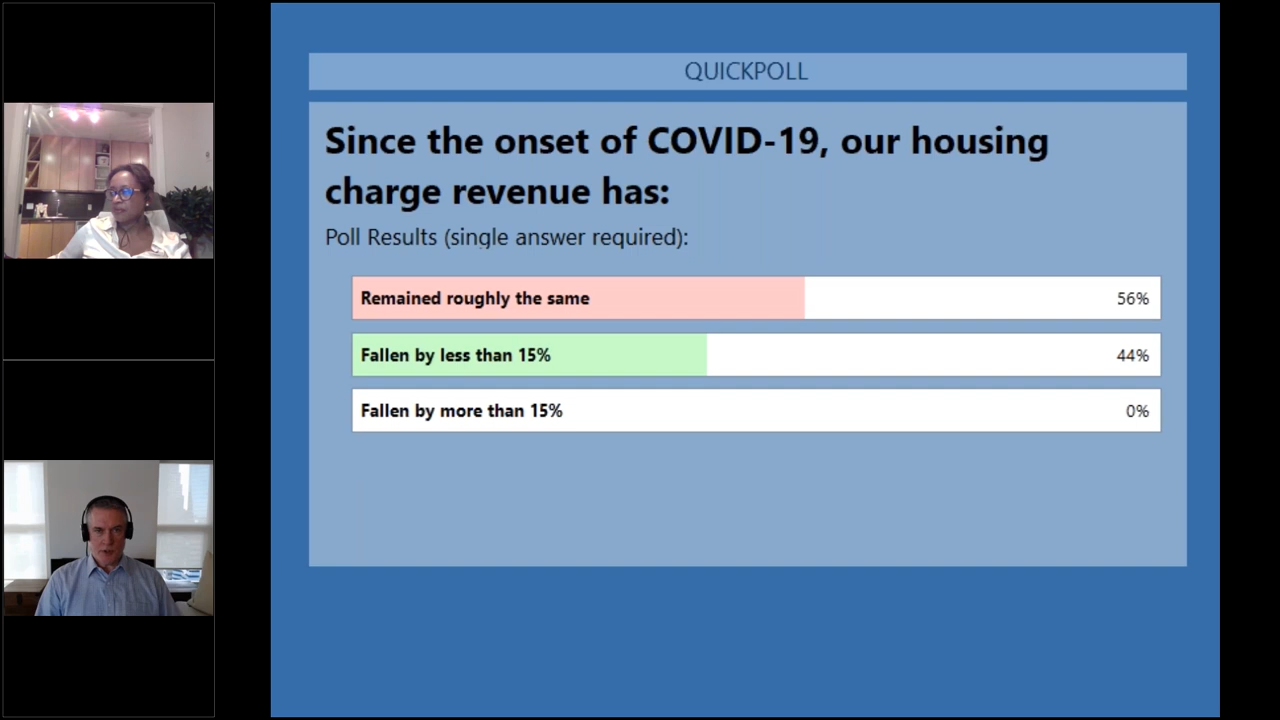 QUICKPOLL
Since the onset of COVID-19, our housing
charge revenue has:
Poll Results (single answer required):
Remained roughly the same 56%
Fallen by less than 15% 44%
Fallen by more than 15% 0%